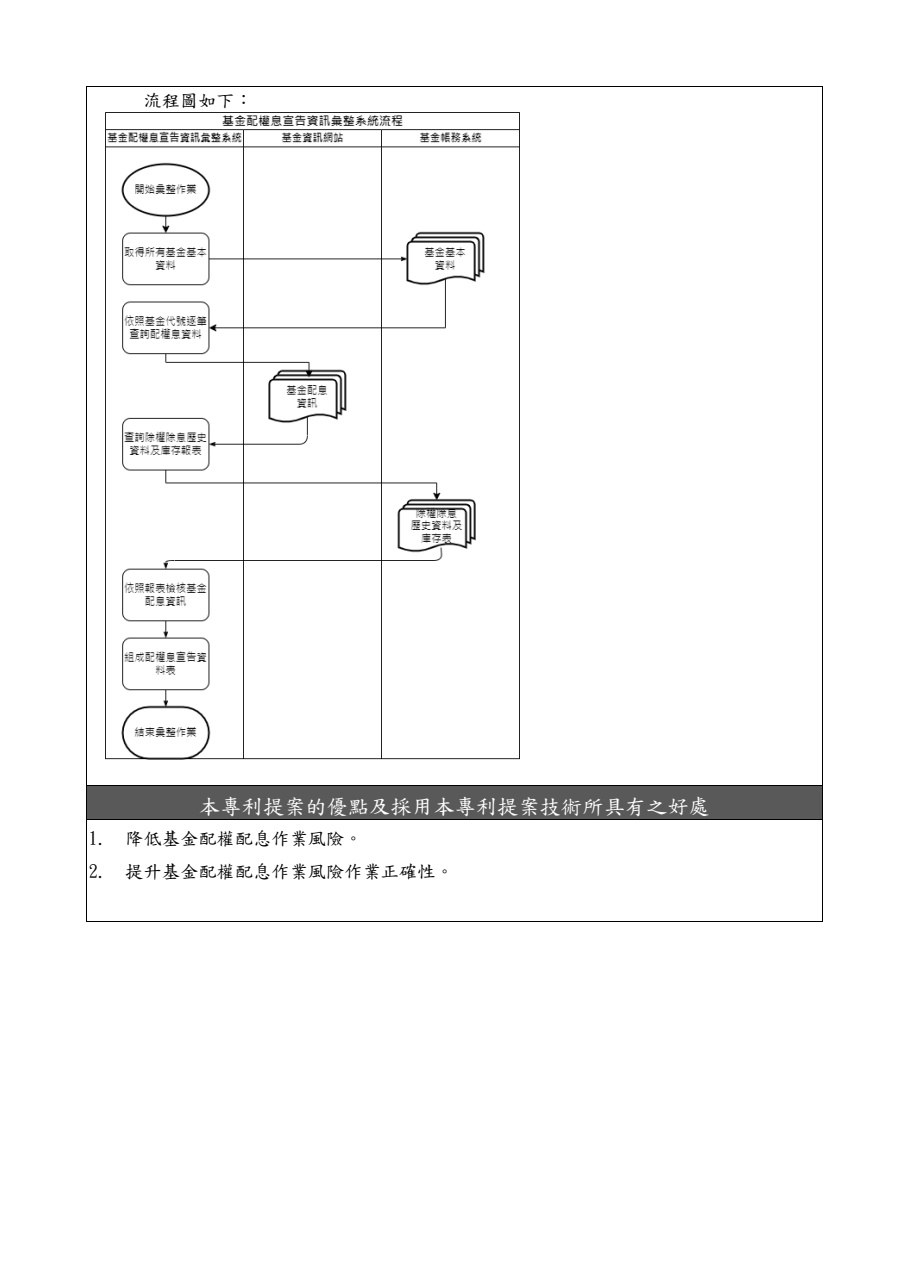 流程圖如下：
基金配權息宣告資訊彙整系統流程
基金配權息宣告資訊彙整系統
基金資訊網站
基金帳務系統
開始彙整作業
取得所有基金基本
資料
基金基本
資料
依照基金代號逐筆
查詢配權息資料
基金配息
資訊
查詢除權除息歷史
資料及庫存報表
除權除息
歷史資料及
庫存表
依照報表檢核基金
配息資訊
組成配權息宣告資
料表
結束彙整作業
本專利提案的優點及採用本專利提案技術所具有之好處
1. 降低基金配權配息作業風險。
2. 提升基金配權配息作業風險作業正確性。